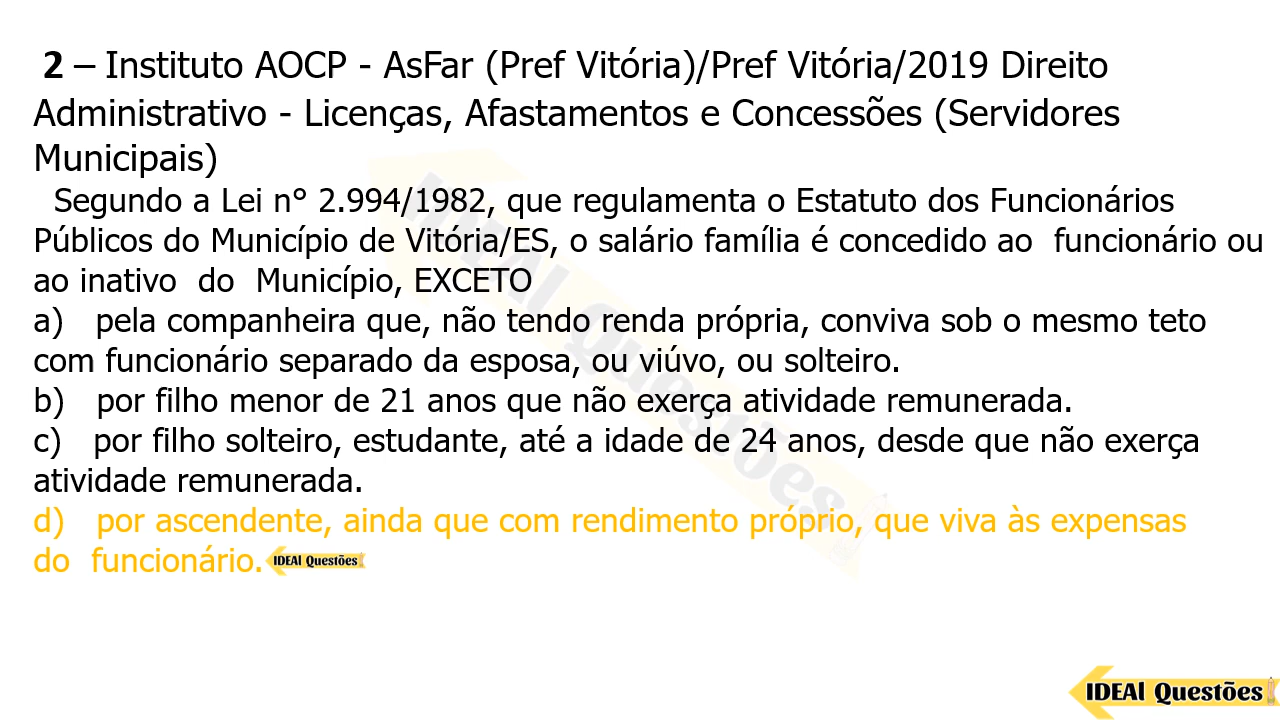 2 – Instituto AOCP - AsFar (Pref Vitória)/Pref Vitória/2019 Direito
Administrativo - Licenças, Afastamentos e Concessões (Servidores
Municipais)
Segundo a Lei n° 2.994/1982, que regulamenta o Estatuto dos Funcionários
Públicos do Município de Vitória/ES, o salário família é concedido ao funcionário ou
ao inativo do Município, EXCETO
a) pela companheira que, não tendo renda própria, conviva sob o mesmo teto
com funcionário separado da esposa, ou viúvo, ou solteiro.
b) por filho menor de 21 anos que não exerça atividade remunerada.
c) por filho solteiro, estudante, até a idade de 24 anos, desde que não exerça
atividade remunerada.
d) por ascendente, ainda que com rendimento próprio, que viva às expensas
do funcionário. IDEAl Questões
IDEAl Questões
IDEAl Questões